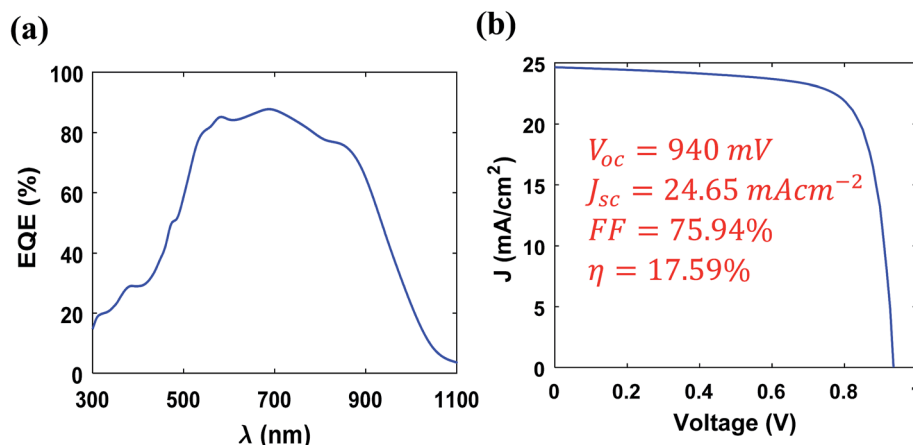 (a)
(b)
100
80
60
40
20
0
EQE (%)
300
500
700
900
1100
λ (nm)
25
20
15
10
5
0
J (mA/cm²)
V_oc = 940 mV
J_sc = 24.65 mAcm⁻²
FF = 75.94%
η = 17.59%
0
0.2
0.4
0.6
0.8
1
Voltage (V)